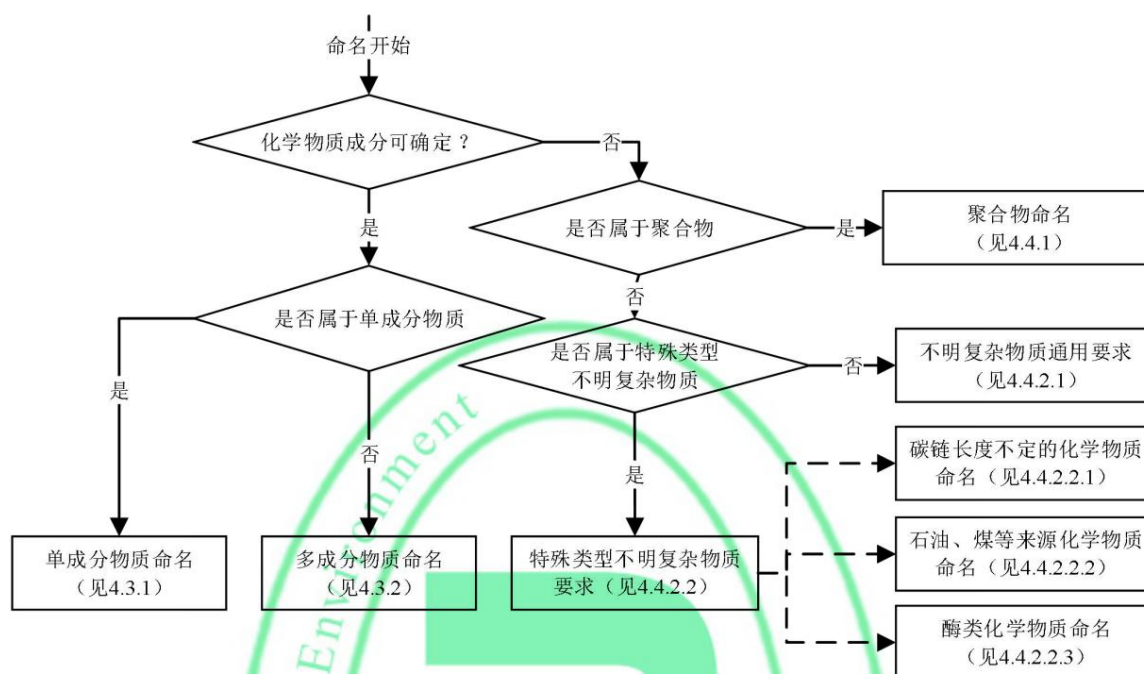 命名开始
化学物质成分可确定？
否
是
是否属于聚合物
是
聚合物命名
（见4.4.1）
否
是否属于单成分物质
是否属于特殊类型
不明复杂物质
否
不明复杂物质通用要求
（见4.4.2.1）
是
否
是
碳链长度不定的化学物质
命名（见4.4.2.2.1）
单成分物质命名
（见4.3.1）
多成分物质命名
（见4.3.2）
特殊类型不明复杂物质
要求（见4.4.2.2）
石油、煤等来源化学物质
命名（见4.4.2.2.2）
酶类化学物质命名
（见4.4.2.2.3）
Environment